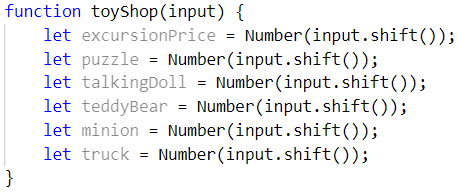 function toyShop(input) {
    let excursionPrice = Number(input.shift());
    let puzzle = Number(input.shift());
    let talkingDoll = Number(input.shift());
    let teddyBear = Number(input.shift());
    let minion = Number(input.shift());
    let truck = Number(input.shift());
}